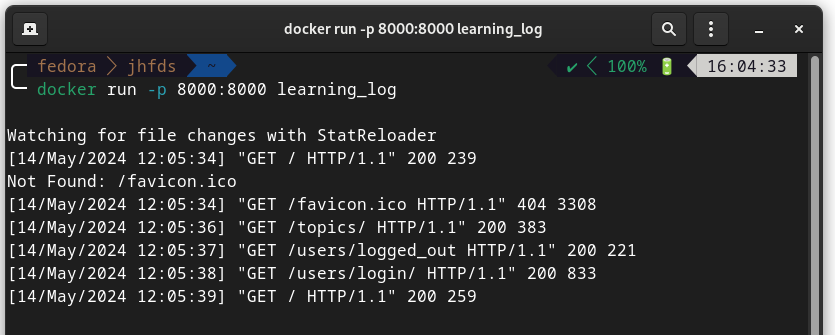 docker run -p 8000:8000 learning_log
fedora jhfds ~ ✔ 100% 16:04:33
docker run -p 8000:8000 learning_log
Watching for file changes with StatReloader
[14/May/2024 12:05:34] "GET / HTTP/1.1" 200 239
Not Found: /favicon.ico
[14/May/2024 12:05:34] "GET /favicon.ico HTTP/1.1" 404 3308
[14/May/2024 12:05:36] "GET /topics/ HTTP/1.1" 200 383
[14/May/2024 12:05:37] "GET /users/logged_out HTTP/1.1" 200 221
[14/May/2024 12:05:38] "GET /users/login/ HTTP/1.1" 200 833
[14/May/2024 12:05:39] "GET / HTTP/1.1" 200 259